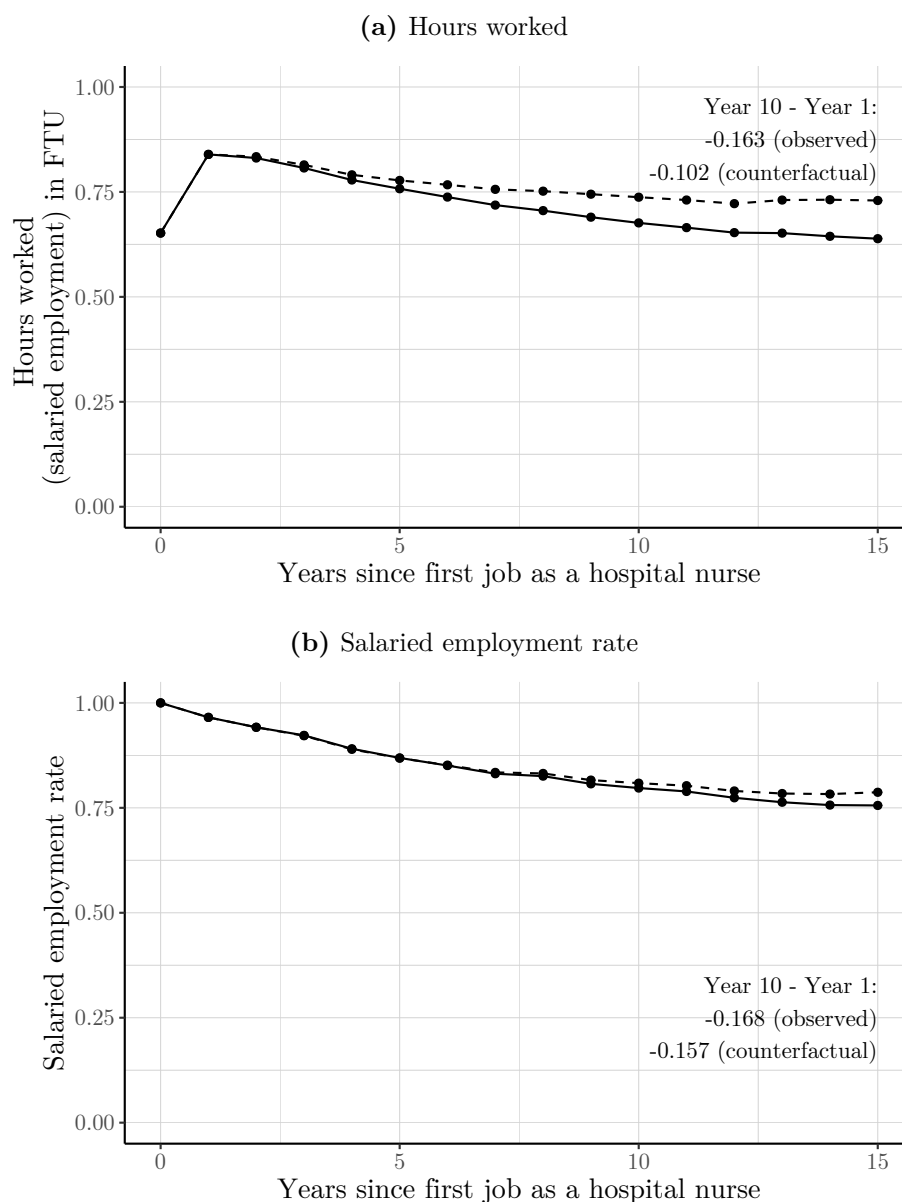 (a) Hours worked
1.00
0.75
0.50
0.25
0.00
Hours worked
(salaried employment) in FTU
Year 10 - Year 1:
-0.163 (observed)
-0.102 (counterfactual)
0 5 10 15
Years since first job as a hospital nurse
(b) Salaried employment rate
1.00
0.75
0.50
0.25
0.00
Salaried employment rate
Year 10 - Year 1:
-0.168 (observed)
-0.157 (counterfactual)
0 5 10 15
Years since first job as a hospital nurse